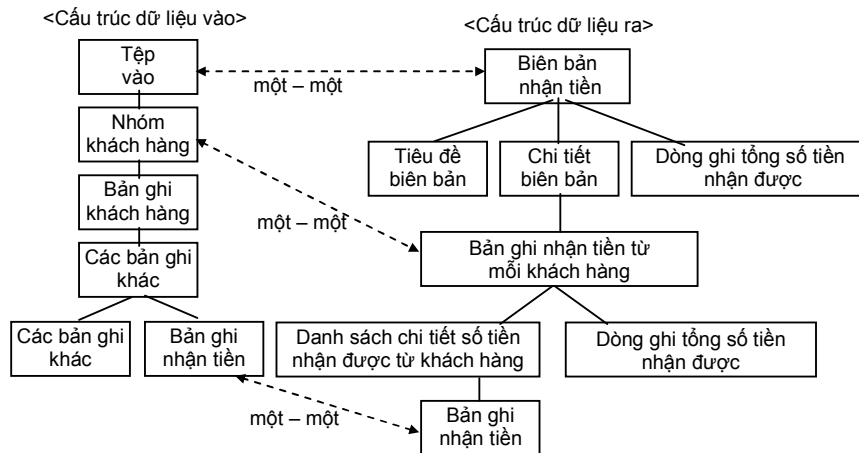 <Cấu trúc dữ liệu vào>
<Cấu trúc dữ liệu ra>
Tệp
vào
một – một
Biên bản
nhận tiền
Nhóm
khách hàng
Tiêu đề
biên bản
Chi tiết
biên bản
Dòng ghi tổng số tiền
nhận được
Bản ghi
khách hàng
một – một
Bản ghi nhận tiền từ
mỗi khách hàng
Các bản ghi
khác
Các bản ghi
khác
Bản ghi
nhận tiền
Danh sách chi tiết số tiền
nhận được từ khách hàng
Dòng ghi tổng số tiền
nhận được
một – một
Bản ghi
nhận tiền